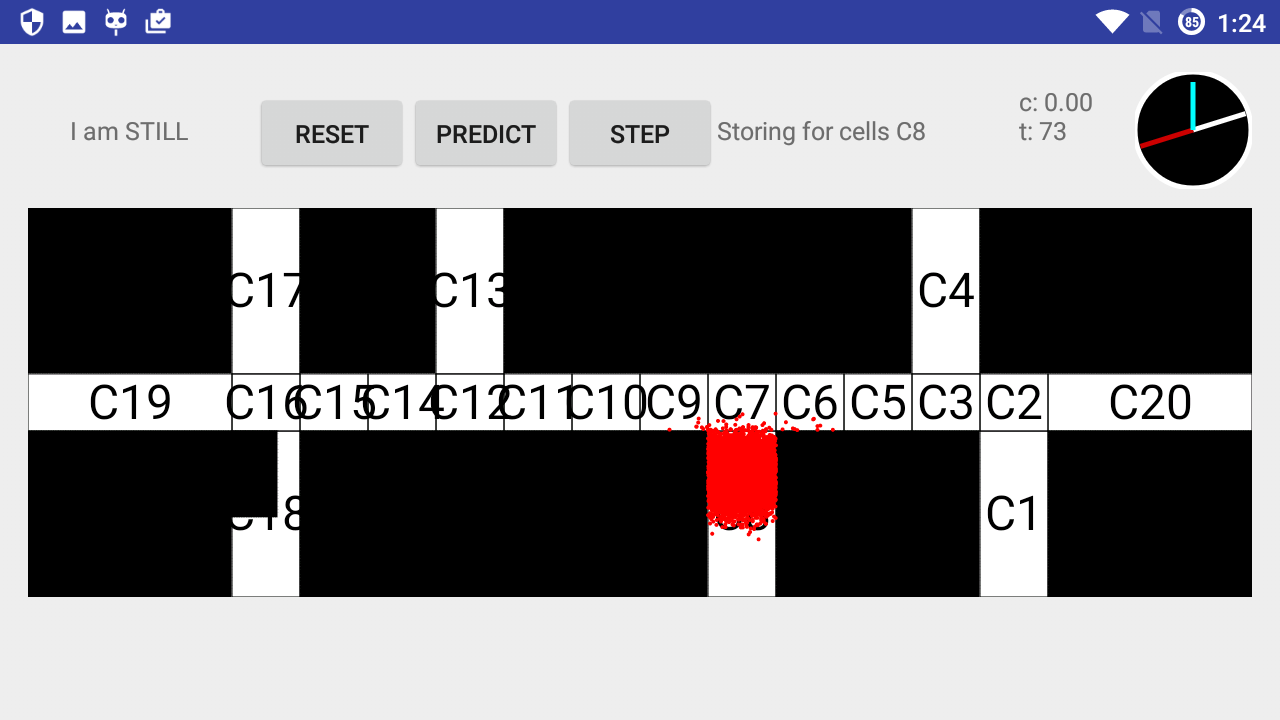 85 1:24
I am STILL RESET PREDICT STEP Storing for cells C8 c: 0.00
t: 73
C17 C13 C4
C19 C16 C15 C14 C12 C11 C10 C9 C7 C6 C5 C3 C2 C20
C18 C1